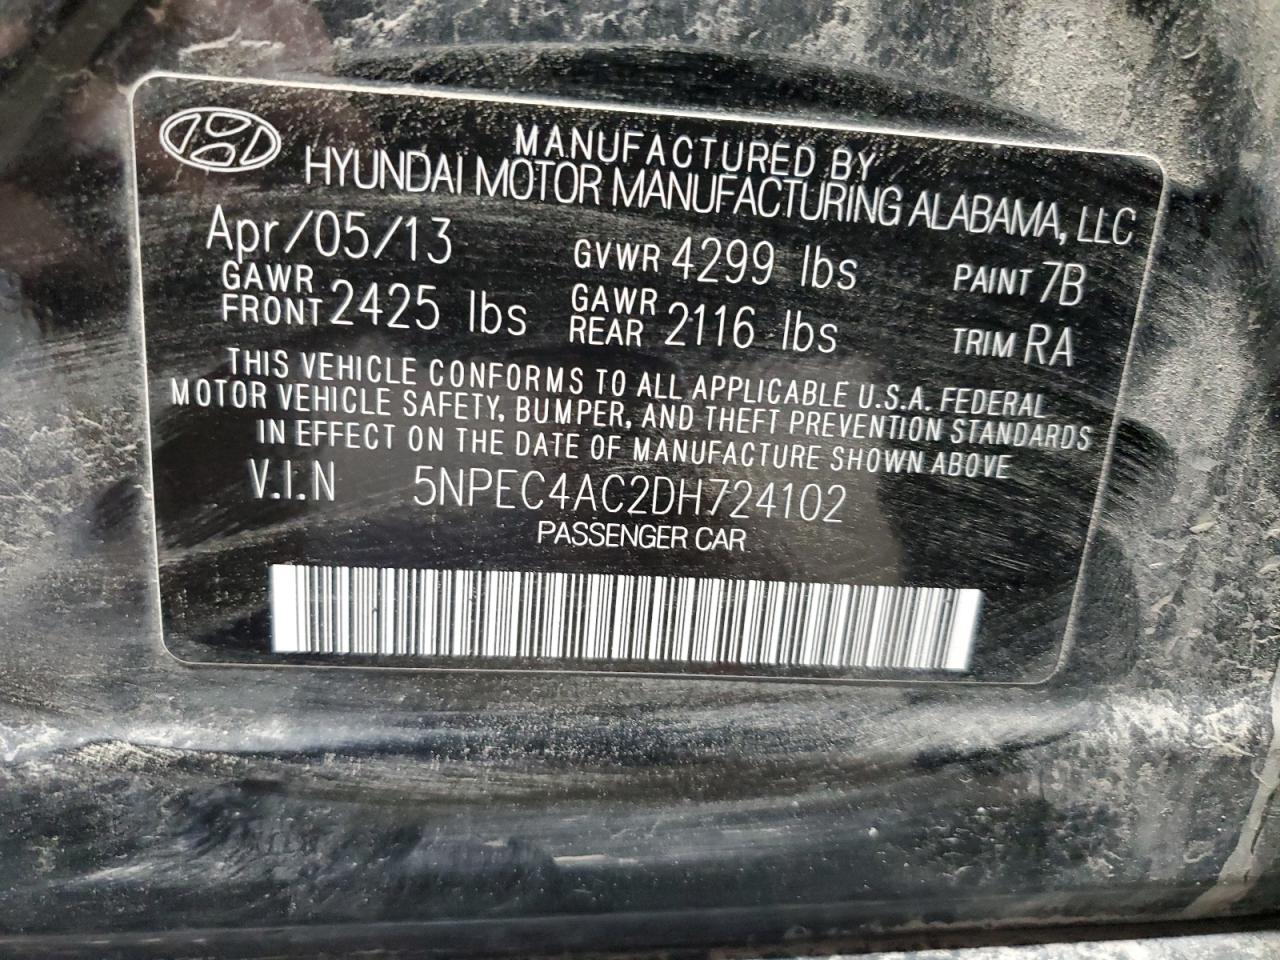 MANUFACTURED BY
HYUNDAI MOTOR MANUFACTURING ALABAMA, LLC
Apr/05/13 GVWR 4299 lbs PAINT 7B
GAWR FRONT 2425 lbs GAWR REAR 2116 lbs TRIM RA
THIS VEHICLE CONFORMS TO ALL APPLICABLE U.S.A. FEDERAL
MOTOR VEHICLE SAFETY, BUMPER, AND THEFT PREVENTION STANDARDS
IN EFFECT ON THE DATE OF MANUFACTURE SHOWN ABOVE
V.I.N 5NPEC4AC2DH724102
PASSENGER CAR